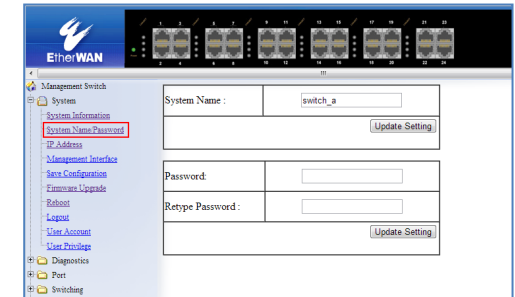 EtherWAN
1 3 5 7 9 11 13 15 17 19 21 23
2 4 6 8 10 12 14 16 18 20 22 24
Management Switch
System
System Name :
switch_a
System Information
System Name/Password
Update Setting
IP Address
Management Interface
Save Configuration
Password:
Firmware Upgrade
Reboot
Retype Password :
Logout
User Account
Update Setting
User Privilege
Diagnostics
Port
Switching